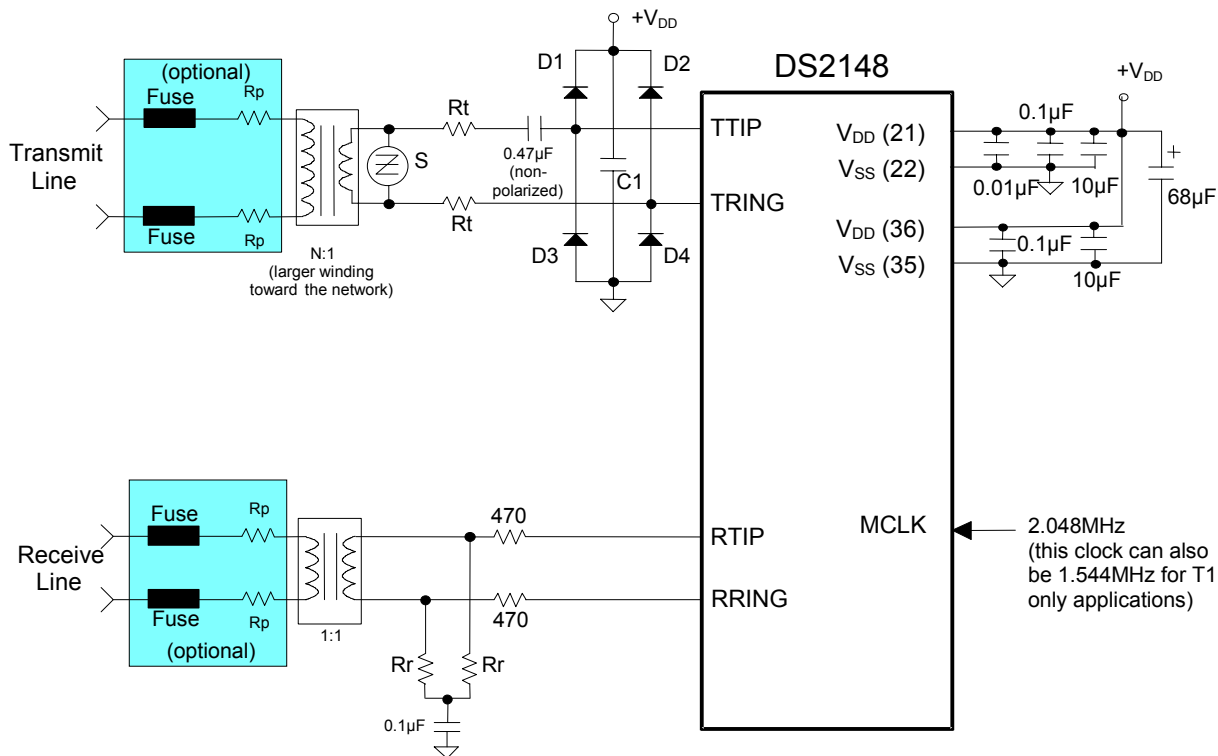 +VDD
D1
D2
DS2148
+VDD
(optional)
Fuse
Rp
Rt
TTIP
VDD (21)
0.1µF
Transmit
Line
S
0.47µF
(non-
polarized)
C1
VSS (22)
0.01µF
10µF
+
68µF
Fuse
Rp
Rt
TRING
VDD (36)
D3
D4
0.1µF
N:1
(larger winding
toward the network)
VSS (35)
10µF
Fuse
Rp
470
RTIP
MCLK
2.048MHz
(this clock can also
be 1.544MHz for T1
only applications)
Receive
Line
Fuse
Rp
470
RRING
(optional)
1:1
Rr
Rr
0.1µF